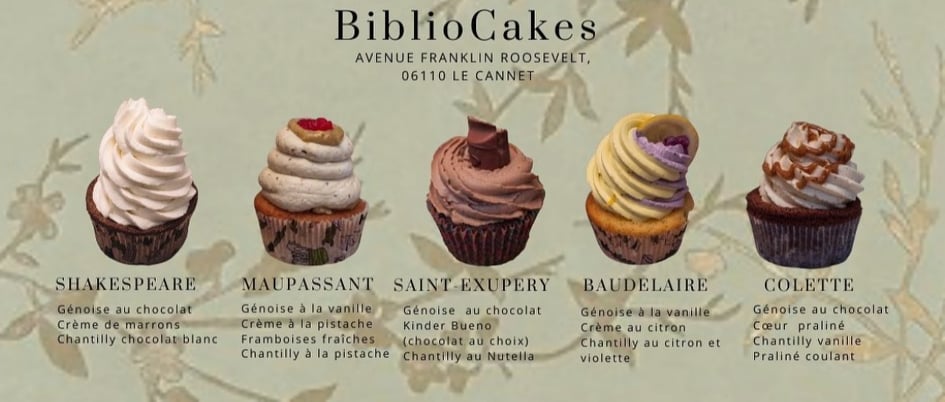 BiblioCakes
AVENUE FRANKLIN ROOSEVELT,
06110 LE CANNET
SHAKESPEARE
Génoise au chocolat
Crème de marrons
Chantilly chocolat blanc
MAUPASSANT
Génoise à la vanille
Crème à la pistache
Framboises fraîches
Chantilly à la pistache
SAINT-EXUPERY
Génoise au chocolat
Kinder Bueno
(chocolat au choix)
Chantilly au Nutella
BAUDELAIRE
Génoise à la vanille
Crème au citron
Chantilly au citron et
violette
COLETTE
Génoise au chocolat
Cœur praliné
Chantilly vanille
Praliné coulant